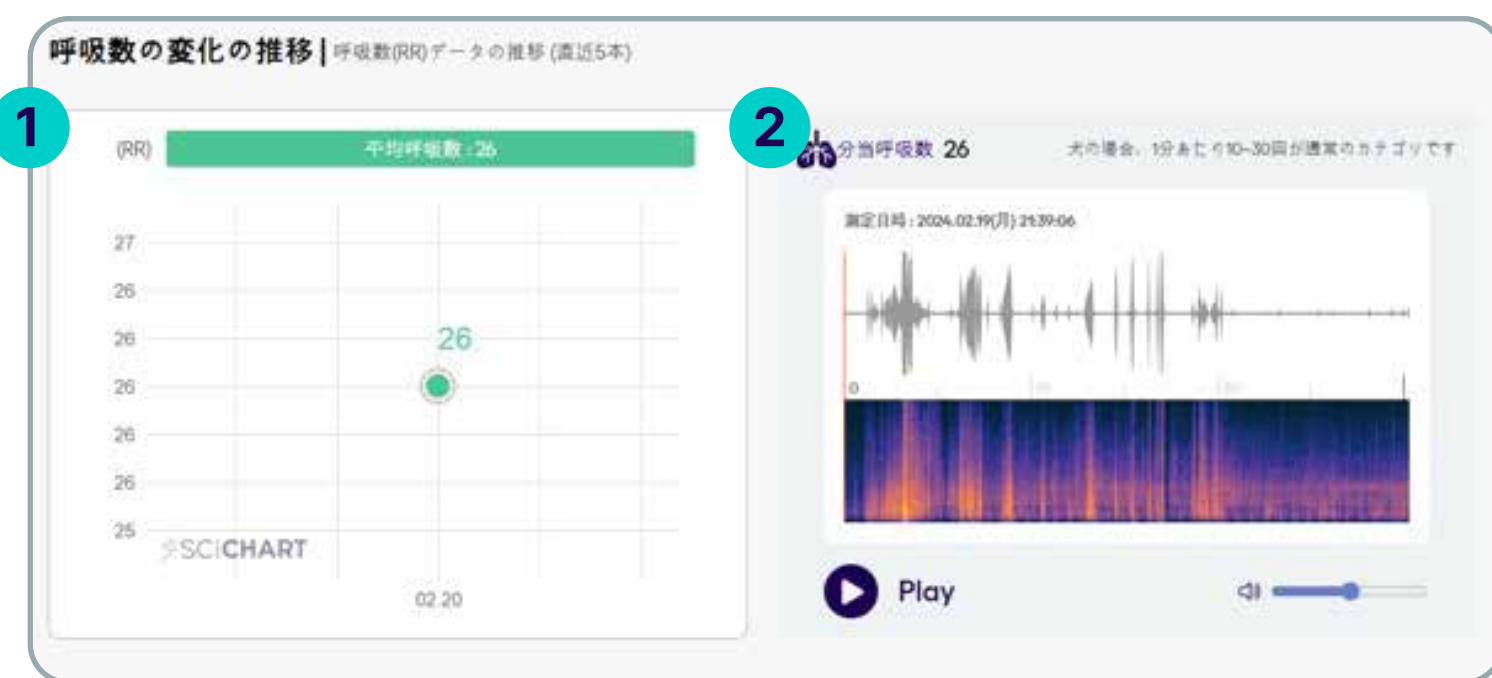 呼吸数の変化の推移 | 呼吸数(RR)データの推移 (直近5本)
1
(RR)
平均呼吸数 : 26
27
26
26
26
26
26
25
26
SCICHART
02.20
2
分当呼吸数 26
犬の場合、1分あたり10-30回が通常のカテゴリです
測定日時 : 2024.02.19(月) 21:39:06
0
Play